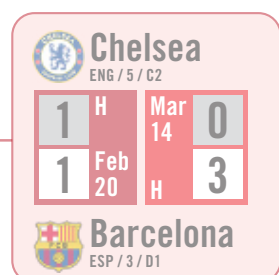 Chelsea
ENG / 5 / C2
1 H Mar 14 0
1 Feb 20 H 3
Barcelona
ESP / 3 / D1